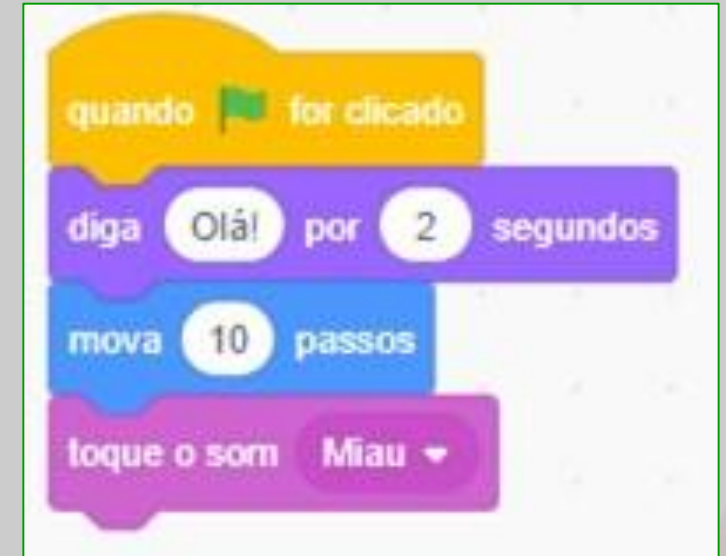 quando for clicado
diga Olá! por 2 segundos
mova 10 passos
toque o som Miau